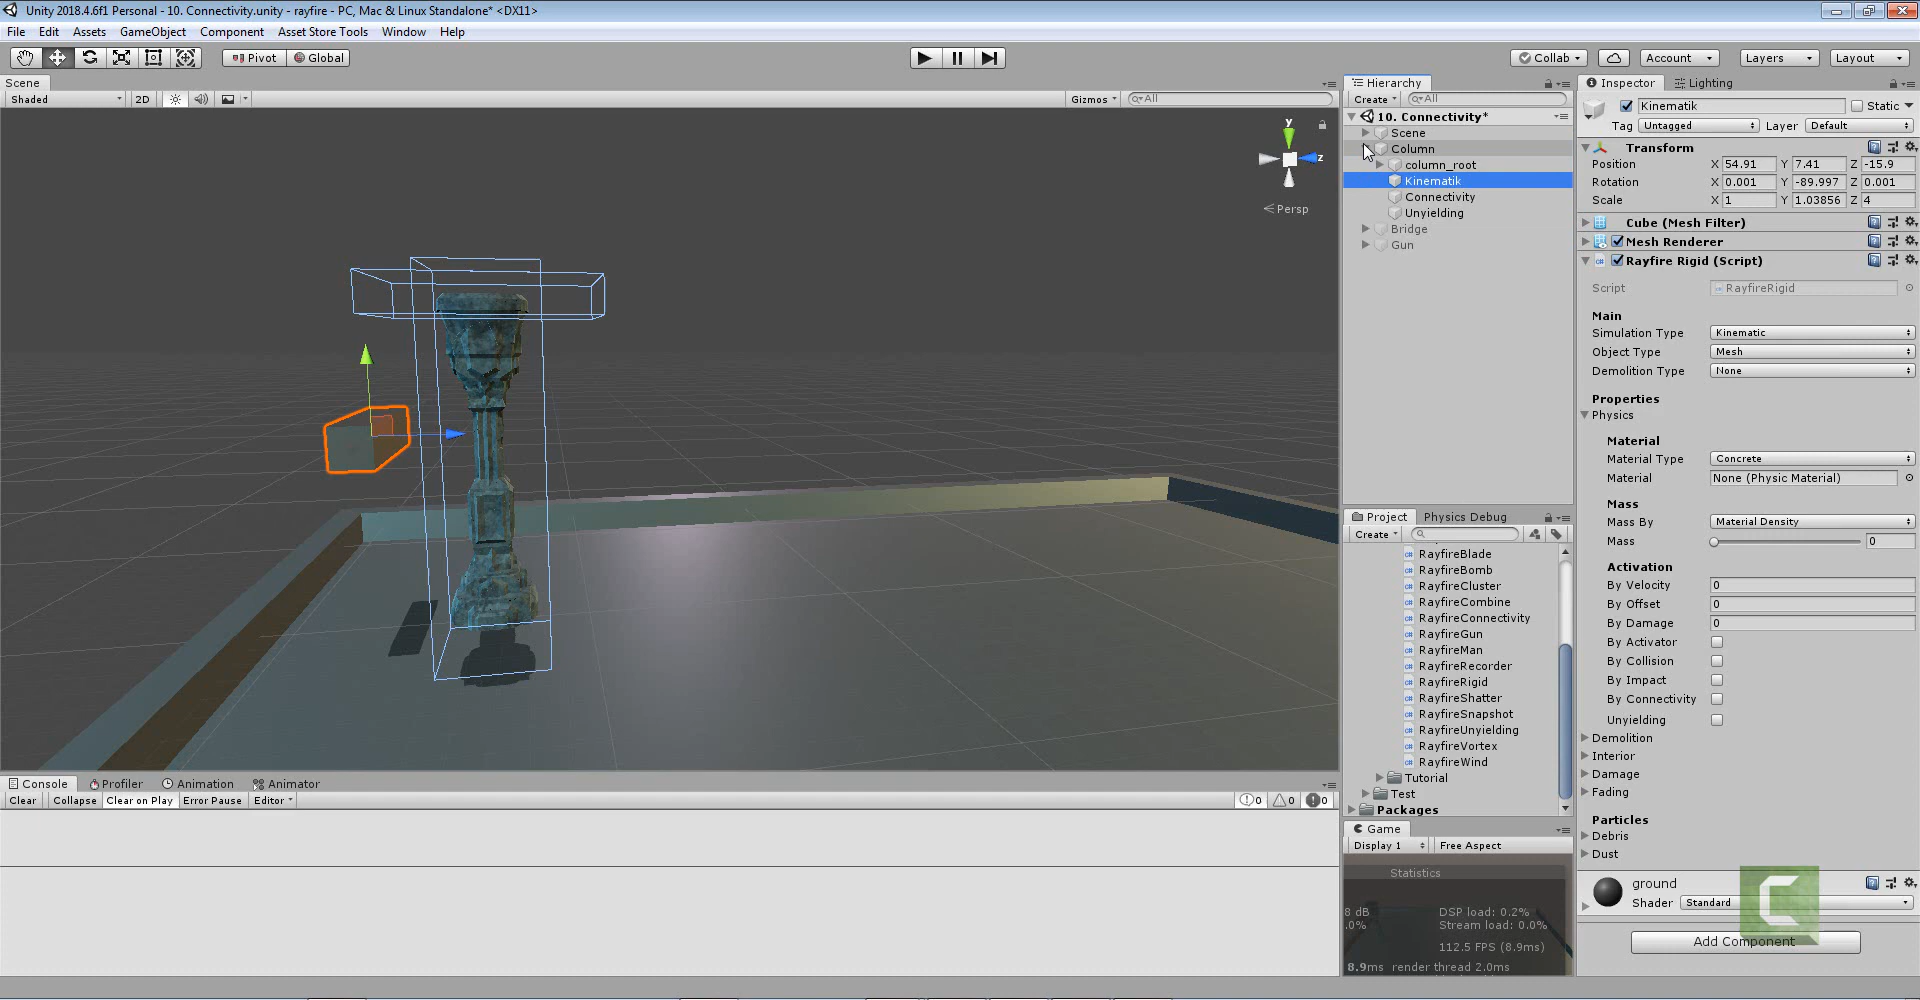 Unity 2018.4.6f1 Personal - 10. Connectivity.unity - rayfire - PC, Mac & Linux Standalone* <DX11>
File Edit Assets GameObject Component Asset Store Tools Window Help
Pivot Global Collab Account Layers Layout
Scene
Shaded 2D Gizmos All
y
z
Persp
Hierarchy
Create All
10. Connectivity*
Scene
Column
column_root
Kinematik
Connectivity
Unyielding
Bridge
Gun
Project Physics Debug
Create
RayfireBlade
RayfireBomb
RayfireCluster
RayfireCombine
RayfireConnectivity
RayfireGun
RayfireMan
RayfireRecorder
RayfireRigid
RayfireShatter
RayfireSnapshot
RayfireUnyielding
RayfireVortex
RayfireWind
Tutorial
Test
Packages
Game
Display 1 Free Aspect
Statistics
8 dB DSP load: 0.2%
.0% Stream load: 0.0%
112.5 FPS (8.9ms)
8.9ms render thread 2.0ms
Console Profiler Animation Animator
Clear Collapse Clear on Play Error Pause Editor 0 0 0
Inspector Lighting
Kinematik Static
Tag Untagged Layer Default
Transform
Position X 54.91 Y 7.41 Z -15.9
Rotation X 0.001 Y -89.997 Z 0.001
Scale X 1 Y 1.03856 Z 4
Cube (Mesh Filter)
Mesh Renderer
Rayfire Rigid (Script)
Script RayfireRigid
Main
Simulation Type Kinematic
Object Type Mesh
Demolition Type None
Properties
Physics
Material
Material Type Concrete
Material None (Physic Material)
Mass
Mass By Material Density
Mass 0
Activation
By Velocity 0
By Offset 0
By Damage 0
By Activator
By Collision
By Impact
By Connectivity
Unyielding
Demolition
Interior
Damage
Fading
Particles
Debris
Dust
ground
Shader Standard
Add Component